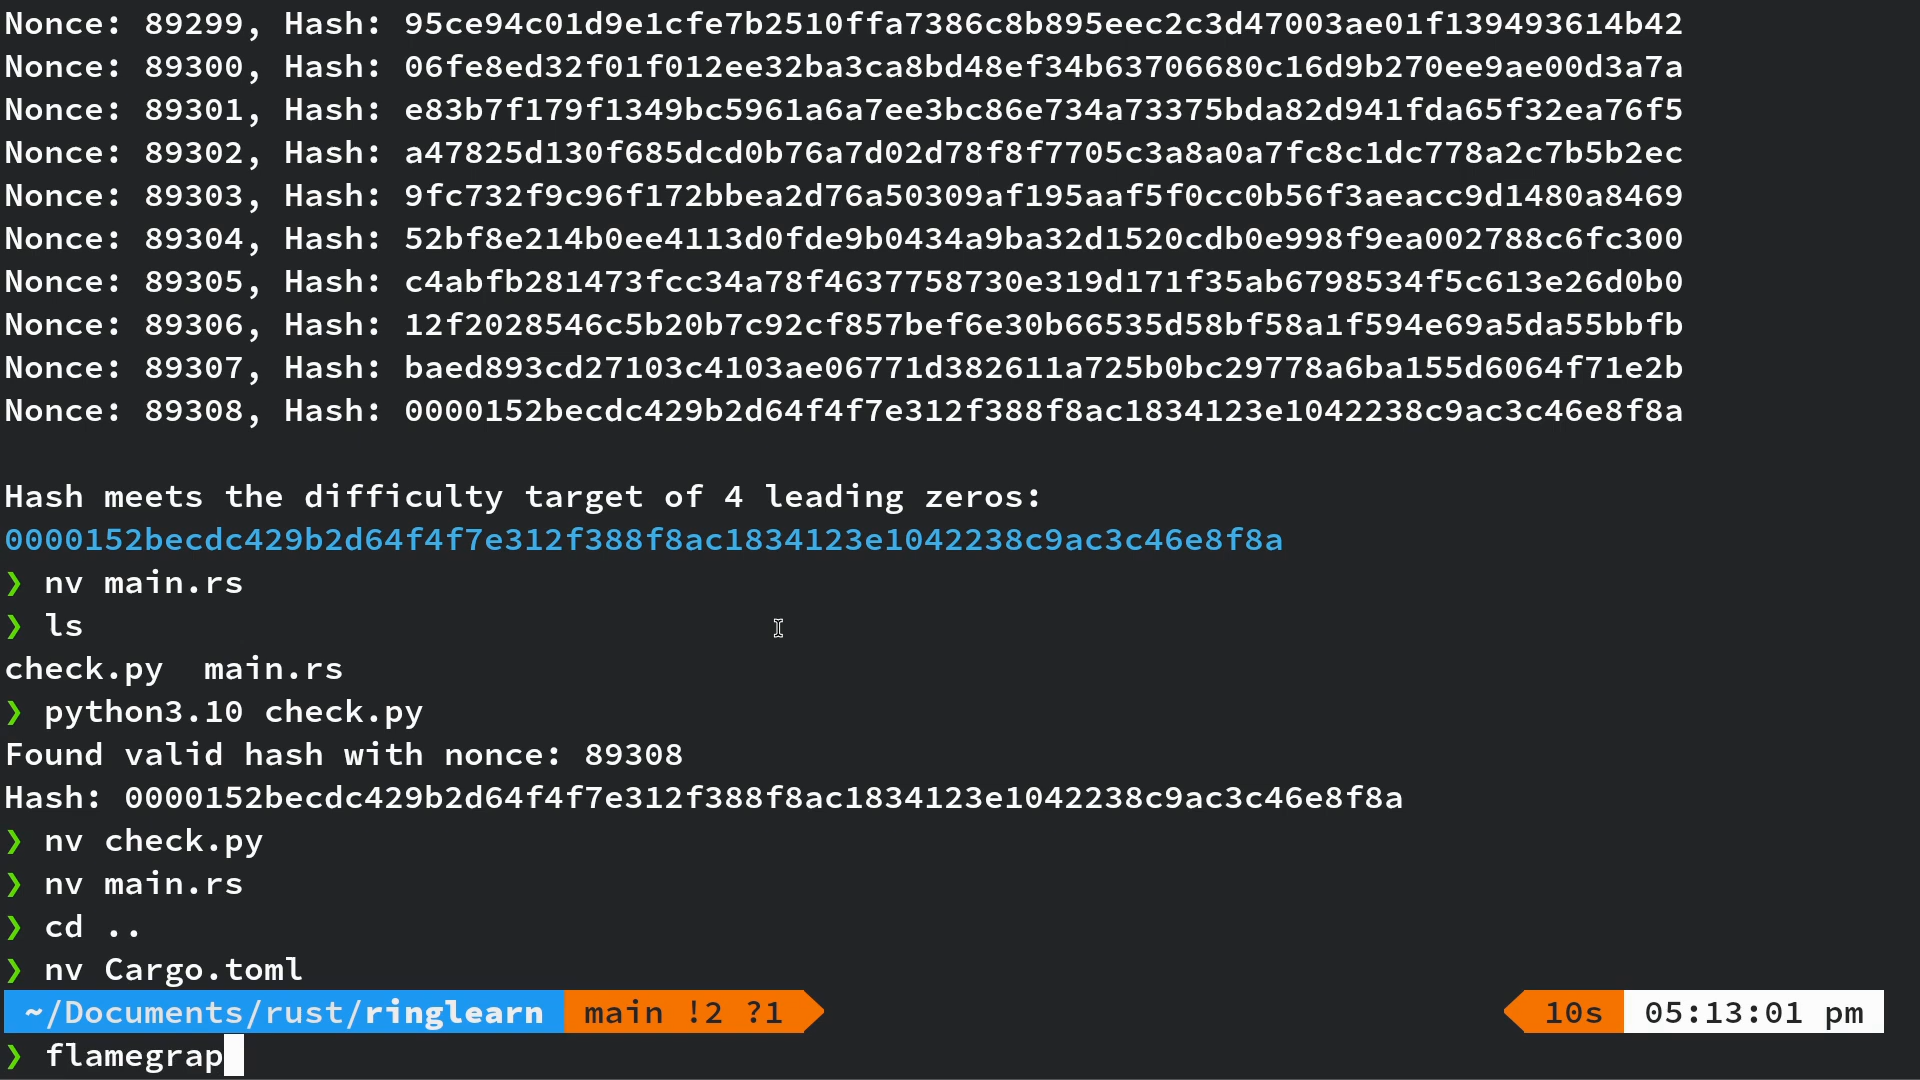 Nonce: 89299, Hash: 95ce94c01d9e1cfe7b2510ffa7386c8b895eec2c3d47003ae01f139493614b42
Nonce: 89300, Hash: 06fe8ed32f01f012ee32ba3ca8bd48ef34b63706680c16d9b270ee9ae00d3a7a
Nonce: 89301, Hash: e83b7f179f1349bc5961a6a7ee3bc86e734a73375bda82d941fda65f32ea76f5
Nonce: 89302, Hash: a47825d130f685dcd0b76a7d02d78f8f7705c3a8a0a7fc8c1dc778a2c7b5b2ec
Nonce: 89303, Hash: 9fc732f9c96f172bbea2d76a50309af195aaf5f0cc0b56f3aeacc9d1480a8469
Nonce: 89304, Hash: 52bf8e214b0ee4113d0fde9b0434a9ba32d1520cdb0e998f9ea002788c6fc300
Nonce: 89305, Hash: c4abfb281473fcc34a78f4637758730e319d171f35ab6798534f5c613e26d0b0
Nonce: 89306, Hash: 12f2028546c5b20b7c92cf857bef6e30b66535d58bf58a1f594e69a5da55bbfb
Nonce: 89307, Hash: baed893cd27103c4103ae06771d382611a725b0bc29778a6ba155d6064f71e2b
Nonce: 89308, Hash: 0000152becdc429b2d64f4f7e312f388f8ac1834123e1042238c9ac3c46e8f8a
Hash meets the difficulty target of 4 leading zeros:
0000152becdc429b2d64f4f7e312f388f8ac1834123e1042238c9ac3c46e8f8a
❯ nv main.rs
❯ ls
check.py  main.rs
❯ python3.10 check.py
Found valid hash with nonce: 89308
Hash: 0000152becdc429b2d64f4f7e312f388f8ac1834123e1042238c9ac3c46e8f8a
❯ nv check.py
❯ nv main.rs
❯ cd ..
❯ nv Cargo.toml
~/Documents/rust/ringlearn main !2 ?1 10s 05:13:01 pm
❯ flamegrap